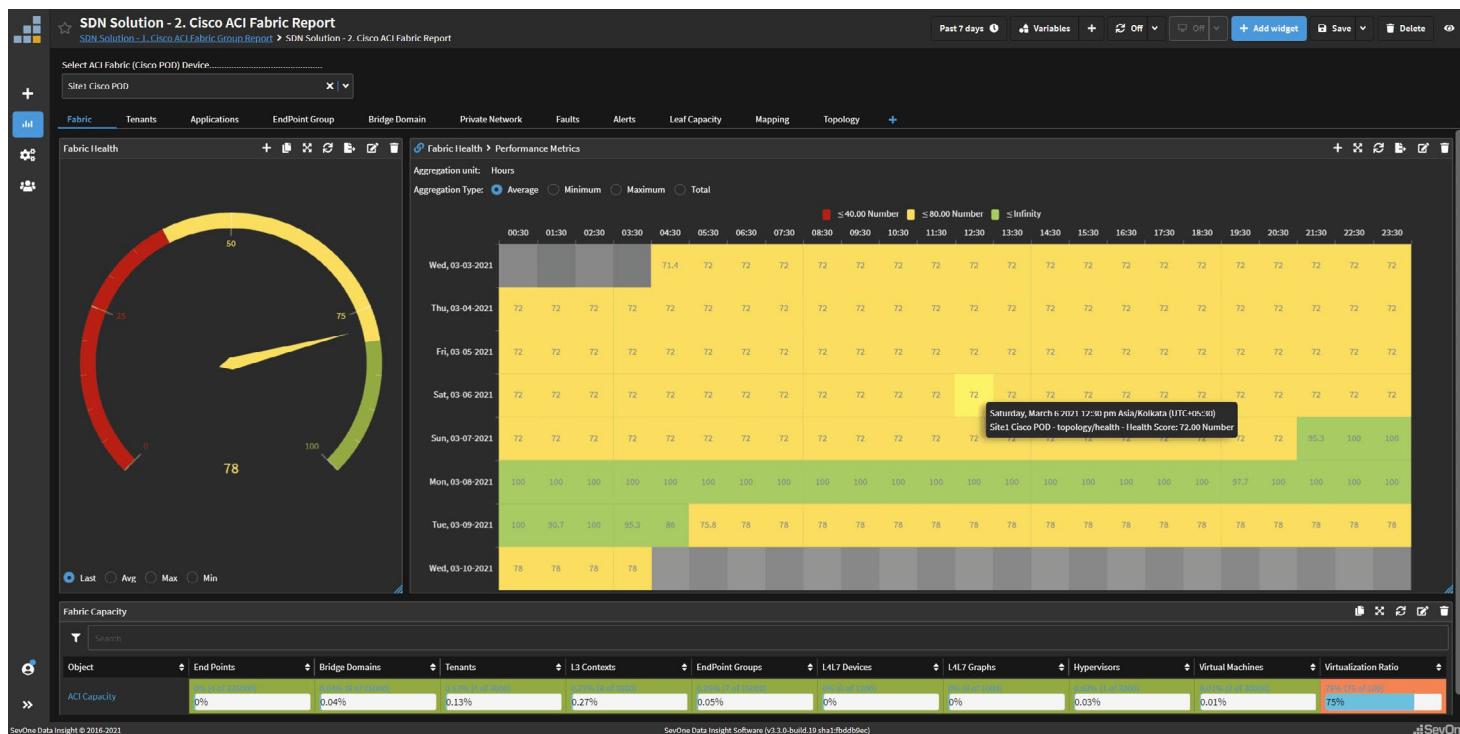 SDN Solution - 2. Cisco ACI Fabric Report
SDN Solution - 1. Cisco ACI Fabric Group Report > SDN Solution - 2. Cisco ACI Fabric Report
Past 7 days
Variables
Off
Off
Add widget
Save
Delete
Select ACI Fabric (Cisco POD) Device
Site1 Cisco POD
Fabric Tenants Applications EndPoint Group Bridge Domain Private Network Faults Alerts Leaf Capacity Mapping Topology
Fabric Health
0
25
50
75
100
78
Last Avg Max Min
Fabric Health > Performance Metrics
Aggregation unit: Hours
Aggregation Type: Average Minimum Maximum Total
≤40.00 Number ≤80.00 Number ≤Infinity
00:30 01:30 02:30 03:30 04:30 05:30 06:30 07:30 08:30 09:30 10:30 11:30 12:30 13:30 14:30 15:30 16:30 17:30 18:30 19:30 20:30 21:30 22:30 23:30
Wed, 03-03-2021 71.4 72 72 72 72 72 72 72 72 72 72 72 72 72 72 72 72 72 72 72
Thu, 03-04-2021 72 72 72 72 72 72 72 72 72 72 72 72 72 72 72 72 72 72 72 72 72 72 72 72
Fri, 03-05-2021 72 72 72 72 72 72 72 72 72 72 72 72 72 72 72 72 72 72 72 72 72 72 72 72
Sat, 03-06-2021 72 72 72 72 72 72 72 72 72 72 72 72 72 72 72 72 72 72 72 72 72 72 72 72
Saturday, March 6 2021 12:30 pm Asia/Kolkata (UTC+05:30)
Site1 Cisco POD - topology/health - Health Score: 72.00 Number
Sun, 03-07-2021 72 72 72 72 72 72 72 72 72 72 72 72 72 72 72 72 72 72 72 72 72 95.3 100 100
Mon, 03-08-2021 100 100 100 100 100 100 100 100 100 100 100 100 100 100 100 100 100 100 100 97.7 100 100 100 100
Tue, 03-09-2021 100 90.7 100 95.3 86 75.8 78 78 78 78 78 78 78 78 78 78 78 78 78 78 78 78 78 78
Wed, 03-10-2021 78 78 78 78
Fabric Capacity
Search
Object End Points Bridge Domains Tenants L3 Contexts EndPoint Groups L4L7 Devices L4L7 Graphs Hypervisors Virtual Machines Virtualization Ratio
ACI Capacity 0% 0.04% 0.13% 0.27% 0.05% 0% 0% 0.03% 0.01% 75%
SevOne Data Insight © 2016-2021
SevOne Data Insight Software (v3.3.0-build.19 sha1:fbddb9ec)
SevOne